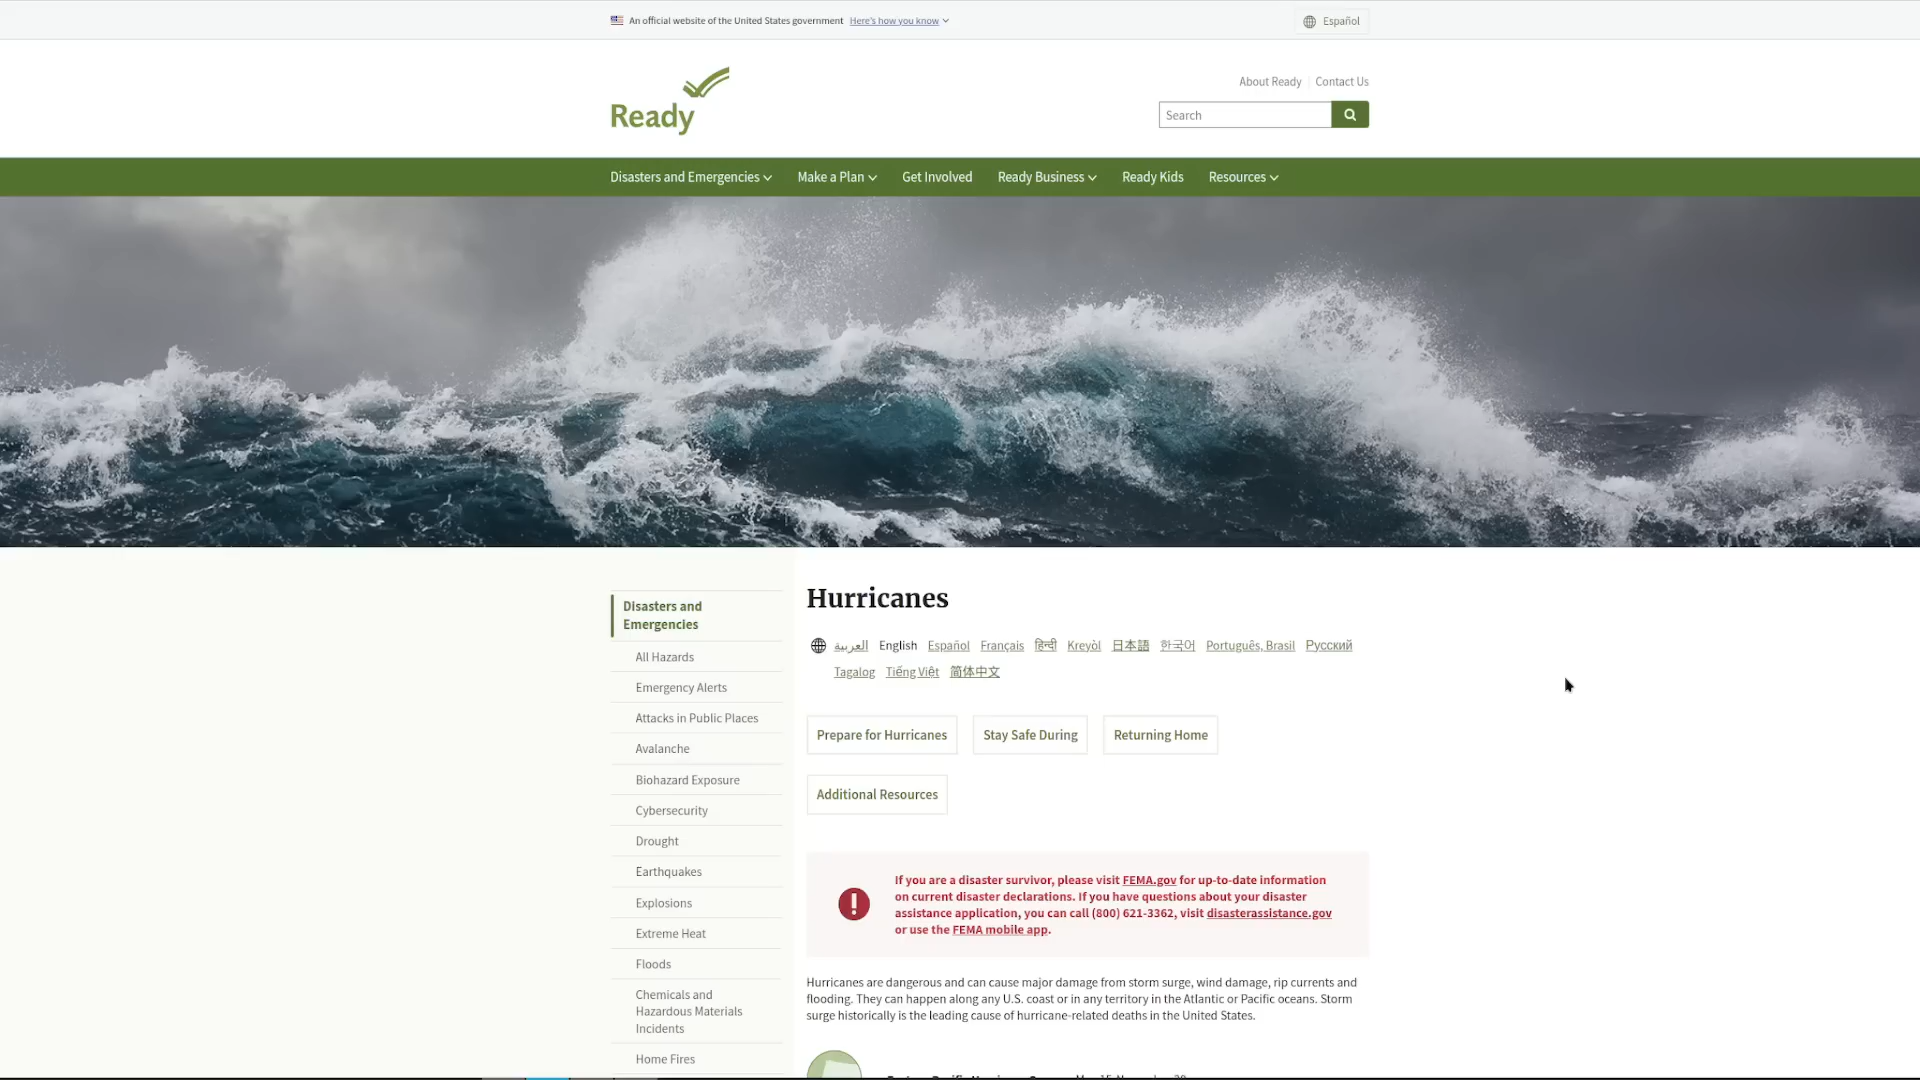 An official website of the United States government Here's how you know
Español
Ready
About Ready Contact Us
Search
Disasters and Emergencies Make a Plan Get Involved Ready Business Ready Kids Resources
Hurricanes
العربية English Español Français हिन्दी Kreyòl 日本語 한국어 Português, Brasil Русский
Tagalog Tiếng Việt 简体中文
Prepare for Hurricanes Stay Safe During Returning Home
Additional Resources
If you are a disaster survivor, please visit FEMA.gov for up-to-date information
on current disaster declarations. If you have questions about your disaster
assistance application, you can call (800) 621-3362, visit disasterassistance.gov
or use the FEMA mobile app.
Hurricanes are dangerous and can cause major damage from storm surge, wind damage, rip currents and
flooding. They can happen along any U.S. coast or in any territory in the Atlantic or Pacific oceans. Storm
surge historically is the leading cause of hurricane-related deaths in the United States.
Disasters and
Emergencies
All Hazards
Emergency Alerts
Attacks in Public Places
Avalanche
Biohazard Exposure
Cybersecurity
Drought
Earthquakes
Explosions
Extreme Heat
Floods
Chemicals and
Hazardous Materials
Incidents
Home Fires